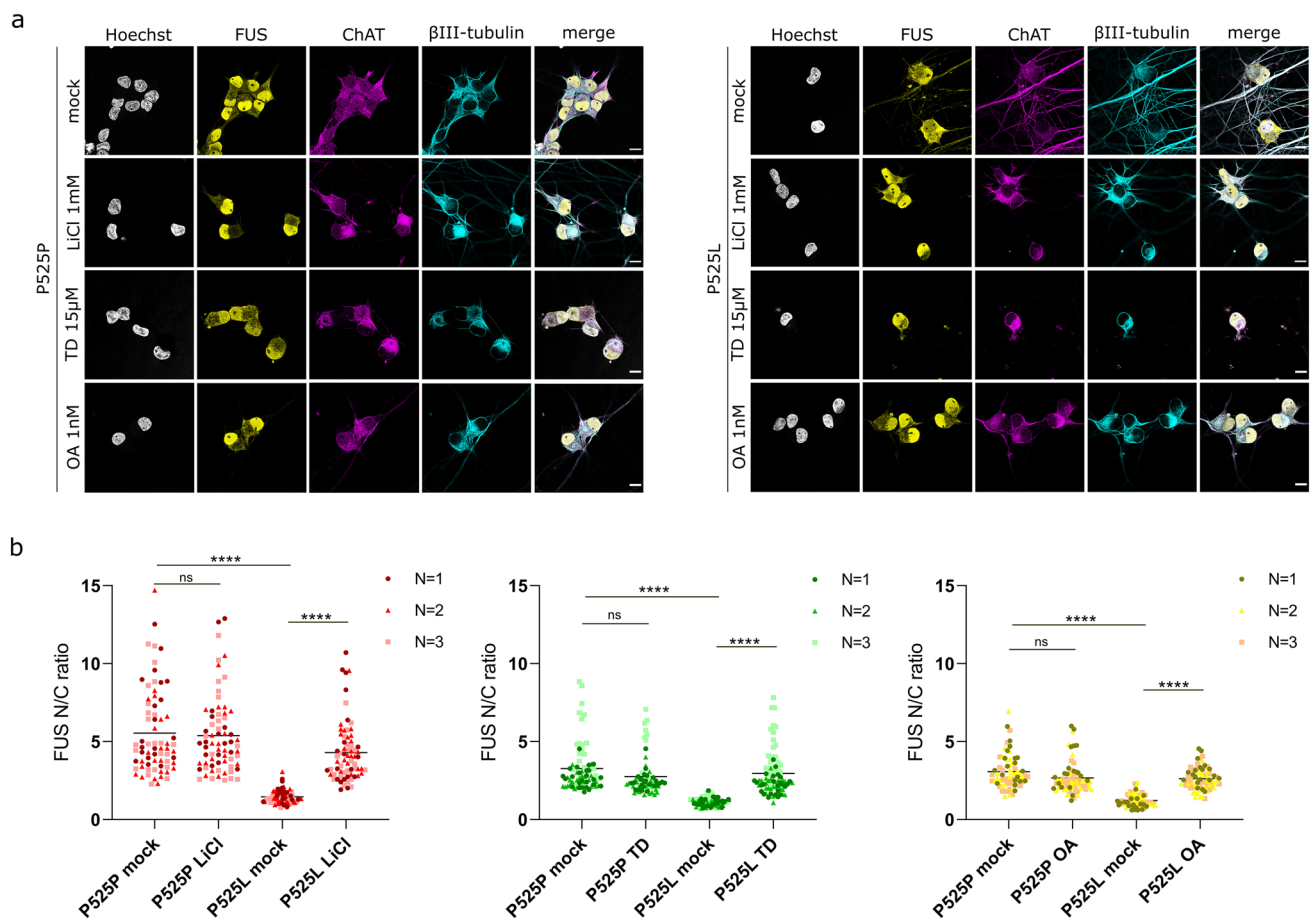 a
Hoechst FUS ChAT βIII-tubulin merge
P525P
mock
LiCl 1mM
TD 15µM
OA 1nM
Hoechst FUS ChAT βIII-tubulin merge
P525L
mock
LiCl 1mM
TD 15µM
OA 1nM
b
FUS N/C ratio
15
10
5
0
****
ns
****
N=1
N=2
N=3
P525P mock
P525P LiCl
P525L mock
P525L LiCl
FUS N/C ratio
15
10
5
0
****
ns
****
N=1
N=2
N=3
P525P mock
P525P TD
P525L mock
P525L TD
FUS N/C ratio
15
10
5
0
****
ns
****
N=1
N=2
N=3
P525P mock
P525P OA
P525L mock
P525L OA